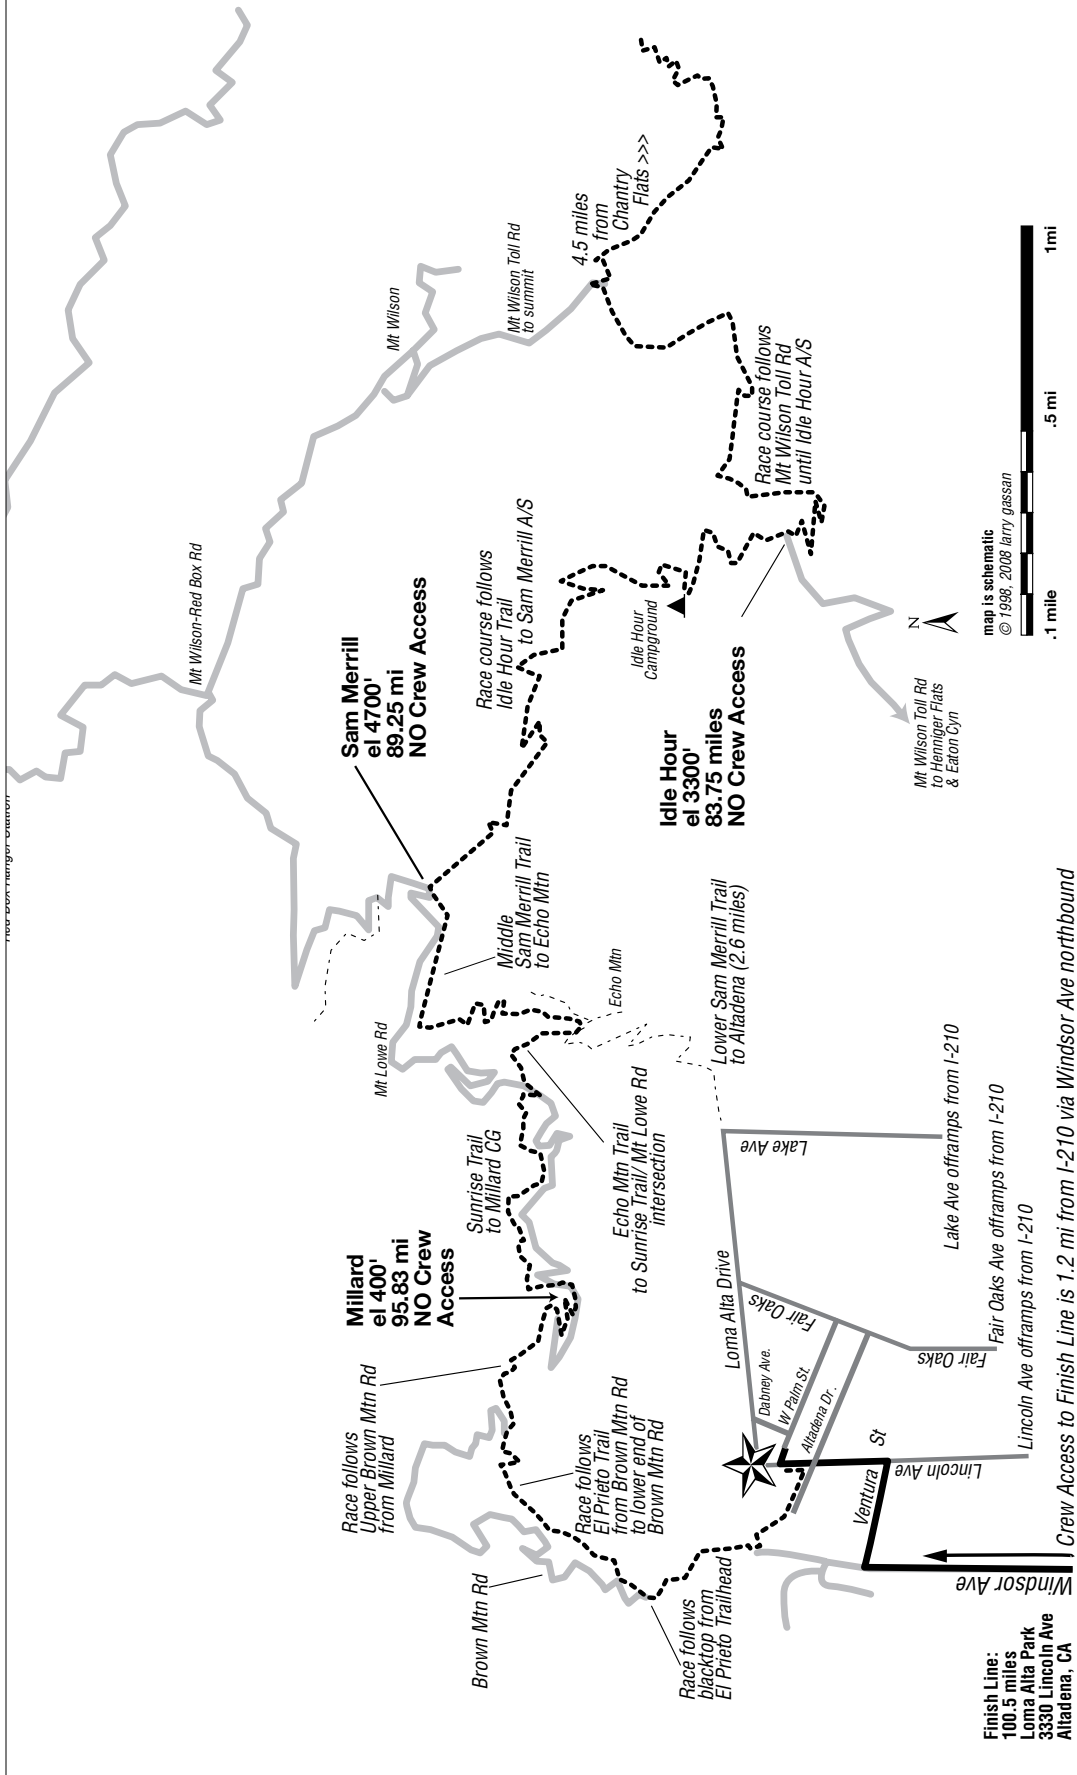 Mt Wilson-Red Box Rd
Mt Wilson
Mt Wilson Toll Rd
to summit
4.5 miles
from
Chantry
Flats >>>
Sam Merrill
el 4700'
89.25 mi
NO Crew Access
Race course follows
Idle Hour Trail
to Sam Merrill A/S
Race course follows
Mt Wilson Toll Rd
until Idle Hour A/S
Idle Hour
campground
Idle Hour
el 3300'
83.75 miles
NO Crew Access
Mt Wilson Toll Rd
to Henniger Flats
& Eaton Cyn
N
map is schematic
© 1998, 2008 larry gassan
.1 mile
.5 mi
1mi
Mt Lowe Rd
Middle
Sam Merrill Trail
to Echo Mtn
Echo Mtn
Lower Sam Merrill Trail
to Altadena (2.6 miles)
Sunrise Trail
to Millard CG
Echo Mtn Trail
to Sunrise Trail/ Mt Lowe Rd
intersection
Millard
el 400'
95.83 mi
NO Crew
Access
Race follows
Upper Brown Mtn Rd
from Millard
Race follows
El Prieto Trail
from Brown Mtn Rd
to lower end of
Brown Mtn Rd
Brown Mtn Rd
Race follows
blacktop from
El Prieto Trailhead
Loma Alta Drive
Lake Ave
Fair Oaks
Dabney Ave.
W Palm St.
Altadena Dr.
Fair Oaks
Lincoln Ave
Ventura
St
Windsor Ave
Lake Ave offramps from I-210
Fair Oaks Ave offramps from I-210
Lincoln Ave offramps from I-210
Crew Access to Finish Line is 1.2 mi from I-210 via Windsor Ave northbound
Finish Line:
100.5 miles
Loma Alta Park
3330 Lincoln Ave
Altadena, CA